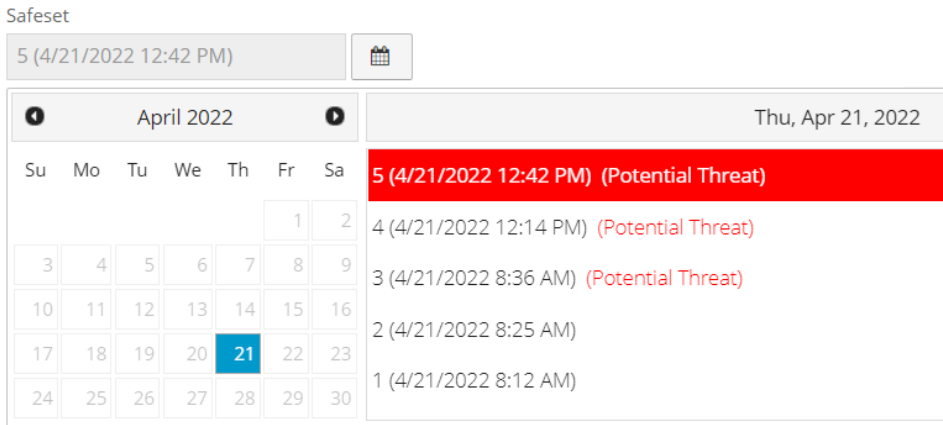 Safeset
5 (4/21/2022 12:42 PM)
April 2022
Su Mo Tu We Th Fr Sa
1 2
3 4 5 6 7 8 9
10 11 12 13 14 15 16
17 18 19 20 21 22 23
24 25 26 27 28 29 30
Thu, Apr 21, 2022
5 (4/21/2022 12:42 PM) (Potential Threat)
4 (4/21/2022 12:14 PM) (Potential Threat)
3 (4/21/2022 8:36 AM) (Potential Threat)
2 (4/21/2022 8:25 AM)
1 (4/21/2022 8:12 AM)